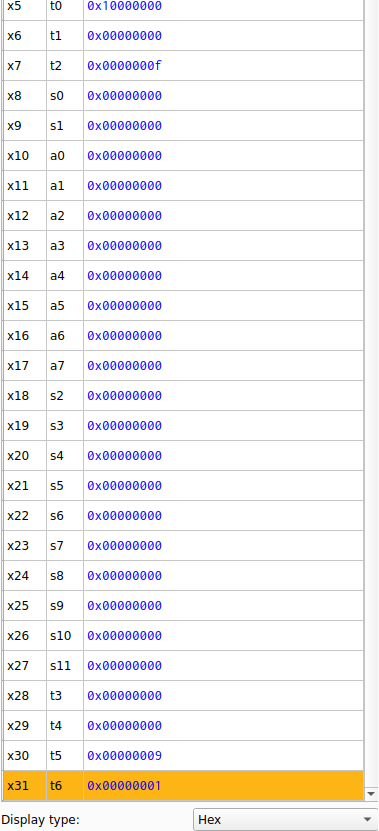 x5 t0 0x10000000
x6 t1 0x00000000
x7 t2 0x0000000f
x8 s0 0x00000000
x9 s1 0x00000000
x10 a0 0x00000000
x11 a1 0x00000000
x12 a2 0x00000000
x13 a3 0x00000000
x14 a4 0x00000000
x15 a5 0x00000000
x16 a6 0x00000000
x17 a7 0x00000000
x18 s2 0x00000000
x19 s3 0x00000000
x20 s4 0x00000000
x21 s5 0x00000000
x22 s6 0x00000000
x23 s7 0x00000000
x24 s8 0x00000000
x25 s9 0x00000000
x26 s10 0x00000000
x27 s11 0x00000000
x28 t3 0x00000000
x29 t4 0x00000000
x30 t5 0x00000009
x31 t6 0x00000001
Display type: Hex